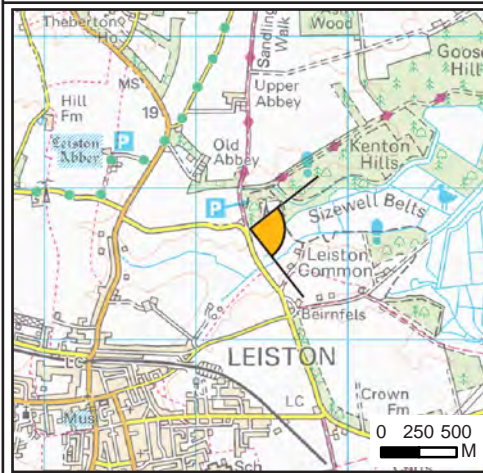 Theberton
Ho
Wood
Sandling
Walk
Goose
Hill
MS
Upper
Abbey
Hill
Fm
19
P
Leiston
Abbey
Old
Abbey
Kenton
Hills
P
Sizewell Belts
Leiston
Common
Beirnfels
LEISTON
LC
Mus
LC
Crown
Fm
Sch
0 250 500
M